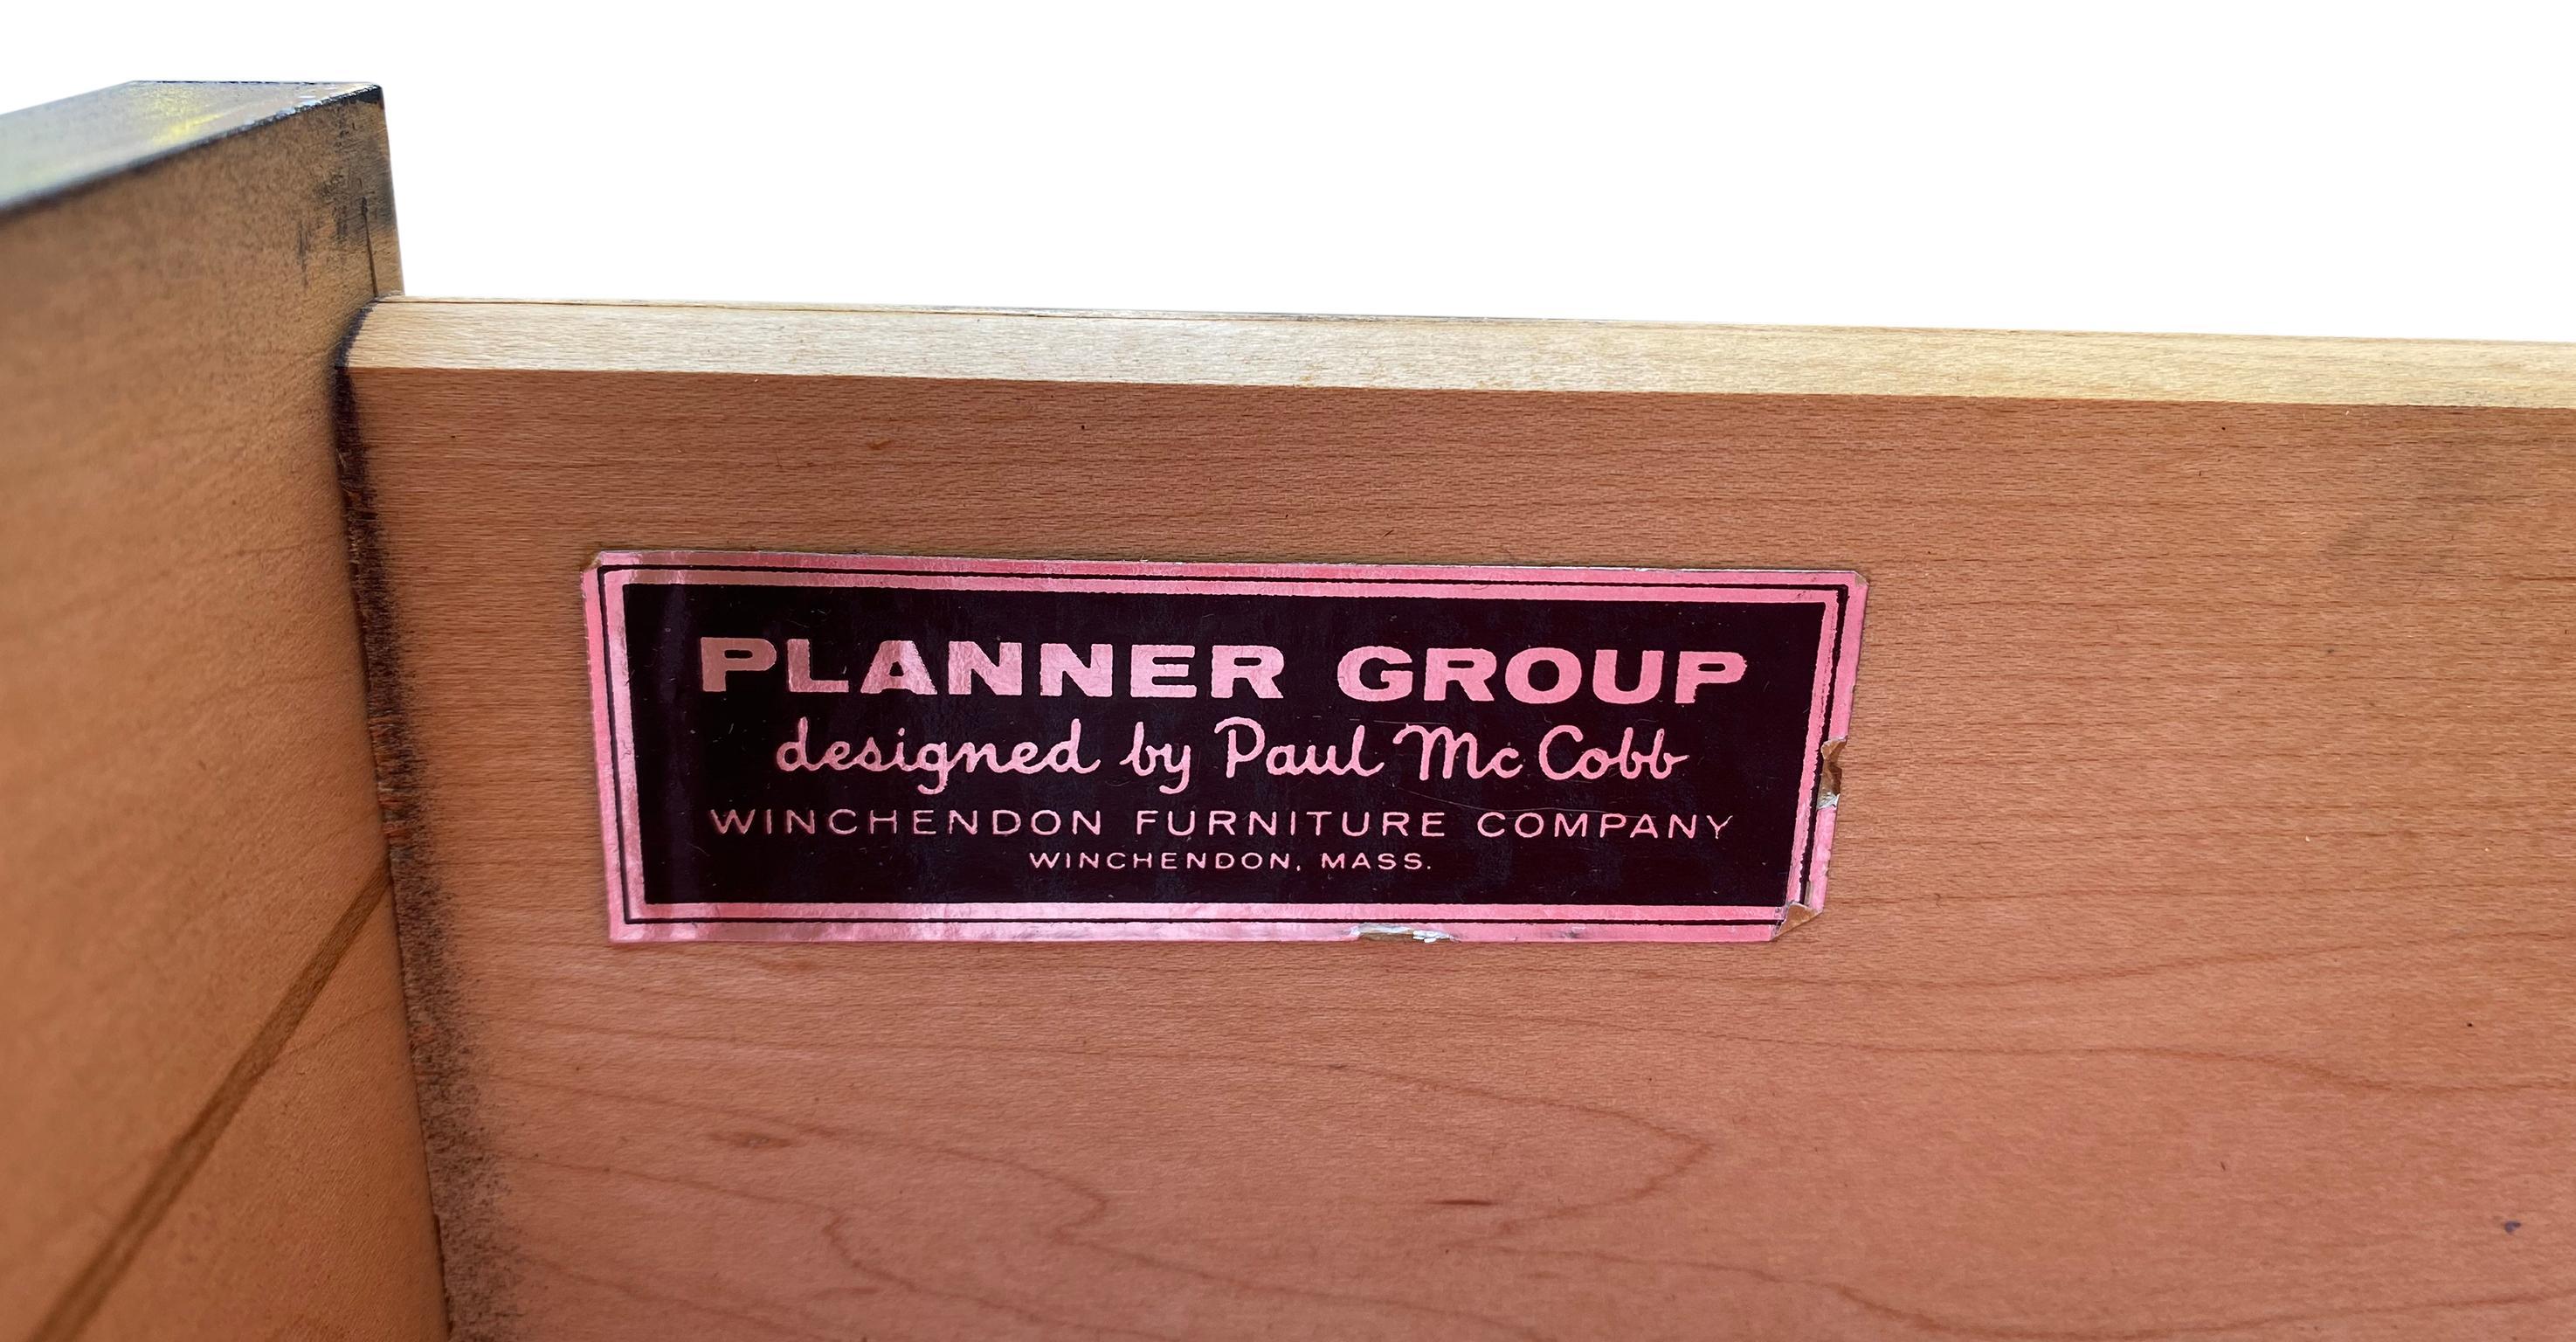 PLANNER GROUP
designed by Paul McCobb
WINCHENDON FURNITURE COMPANY
WINCHENDON, MASS.